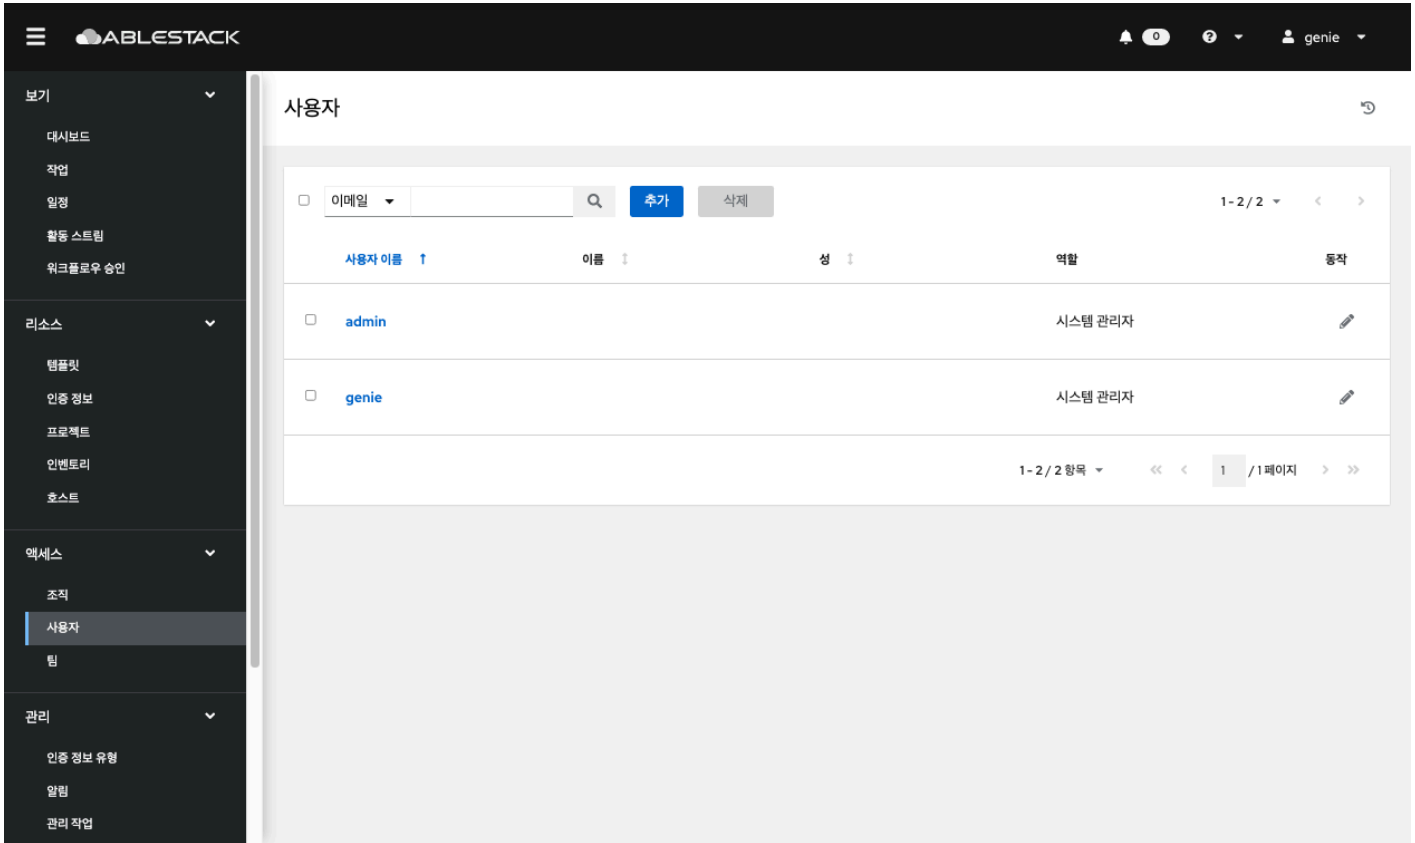 ABLESTACK
0
genie
보기
대시보드
작업
일정
활동 스트림
워크플로우 승인
리소스
템플릿
인증 정보
프로젝트
인벤토리
호스트
액세스
조직
사용자
팀
관리
인증 정보 유형
알림
관리 작업
사용자
이메일 추가 삭제 1 - 2 / 2
사용자 이름 이름 성 역할 동작
admin 시스템 관리자
genie 시스템 관리자
1 - 2 / 2 항목 1 / 1 페이지